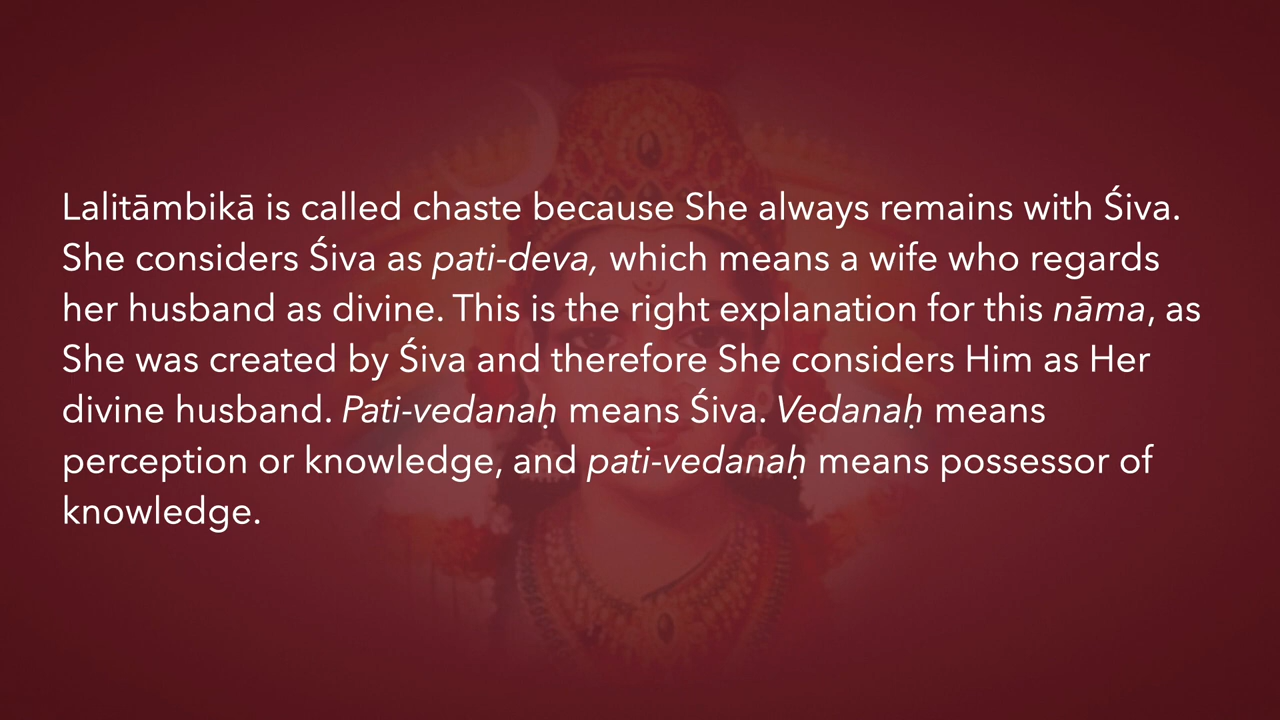 Lalitāmbikā is called chaste because She always remains with Śiva.
She considers Śiva as pati-deva, which means a wife who regards
her husband as divine. This is the right explanation for this nāma, as
She was created by Śiva and therefore She considers Him as Her
divine husband. Pati-vedanaḥ means Śiva. Vedanaḥ means
perception or knowledge, and pati-vedanaḥ means possessor of
knowledge.